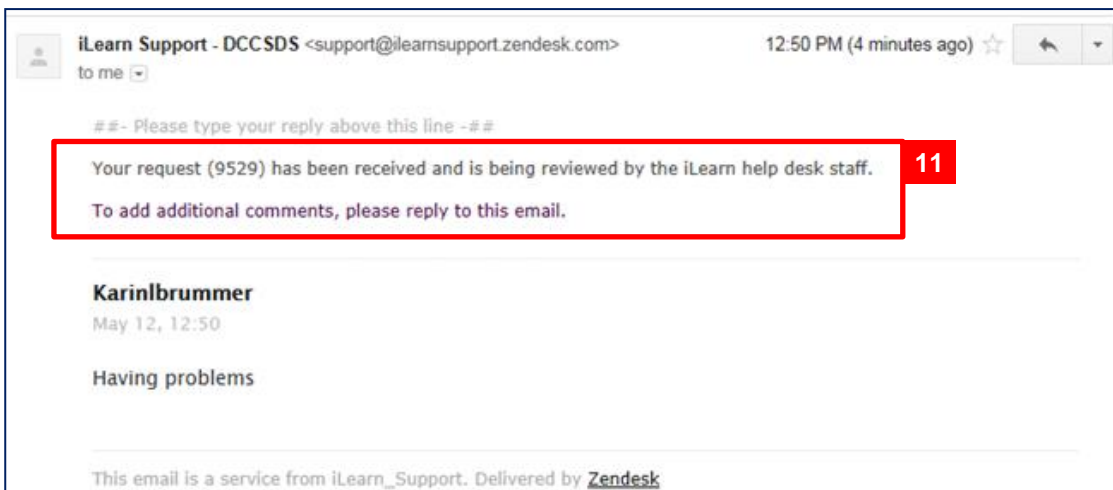 iLearn Support - DCCSDS <support@ilearnsupport.zendesk.com> 12:50 PM (4 minutes ago)
to me
##- Please type your reply above this line -##
Your request (9529) has been received and is being reviewed by the iLearn help desk staff.
11
To add additional comments, please reply to this email.
Karinlbrummer
May 12, 12:50
Having problems
This email is a service from iLearn_Support. Delivered by Zendesk